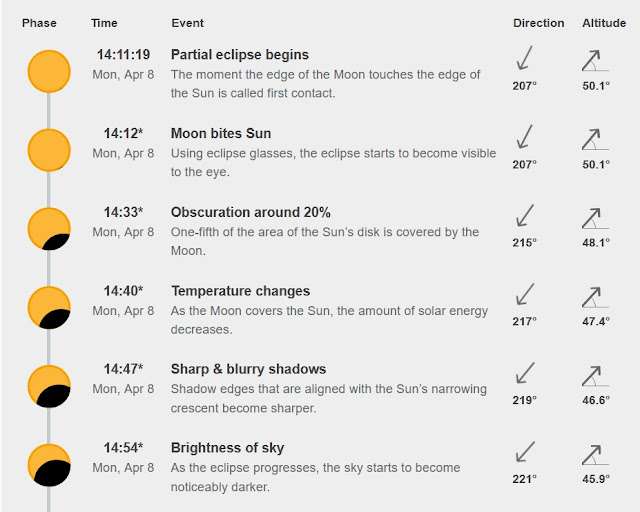 Phase Time Event Direction Altitude
14:11:19 Partial eclipse begins
Mon, Apr 8 The moment the edge of the Moon touches the edge of
the Sun is called first contact.
207° 50.1°
14:12* Moon bites Sun
Mon, Apr 8 Using eclipse glasses, the eclipse starts to become visible
to the eye.
207° 50.1°
14:33* Obscuration around 20%
Mon, Apr 8 One-fifth of the area of the Sun's disk is covered by the
Moon.
215° 48.1°
14:40* Temperature changes
Mon, Apr 8 As the Moon covers the Sun, the amount of solar energy
decreases.
217° 47.4°
14:47* Sharp & blurry shadows
Mon, Apr 8 Shadow edges that are aligned with the Sun's narrowing
crescent become sharper.
219° 46.6°
14:54* Brightness of sky
Mon, Apr 8 As the eclipse progresses, the sky starts to become
noticeably darker.
221° 45.9°